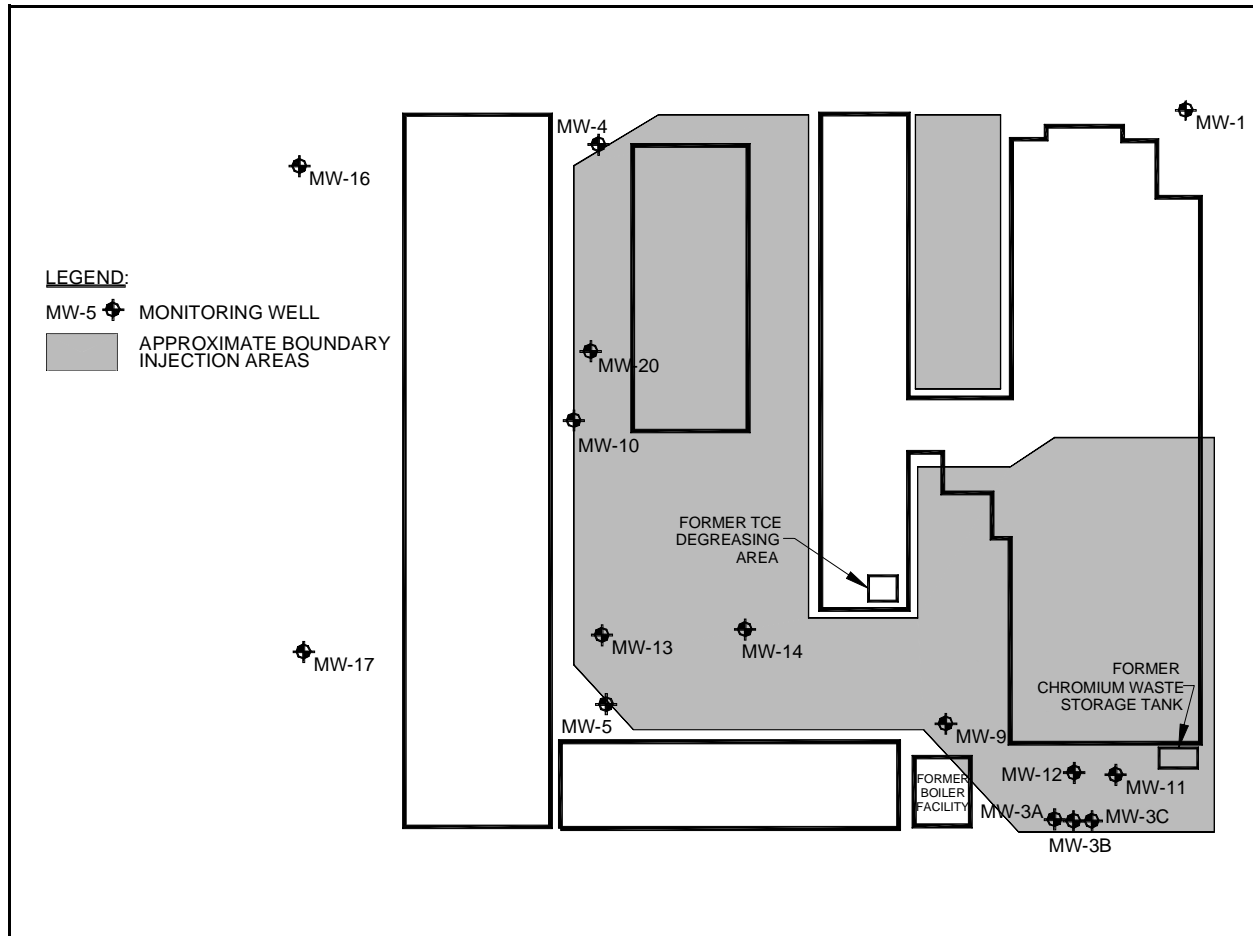 MW-4
MW-1
MW-16
LEGEND:
MW-5 MONITORING WELL
APPROXIMATE BOUNDARY
INJECTION AREAS
MW-20
MW-10
FORMER TCE
DEGREASING
AREA
MW-13
MW-14
MW-17
FORMER
CHROMIUM WASTE
STORAGE TANK
MW-5
MW-9
MW-12
MW-11
FORMER
BOILER
FACILITY
MW-3A
MW-3C
MW-3B